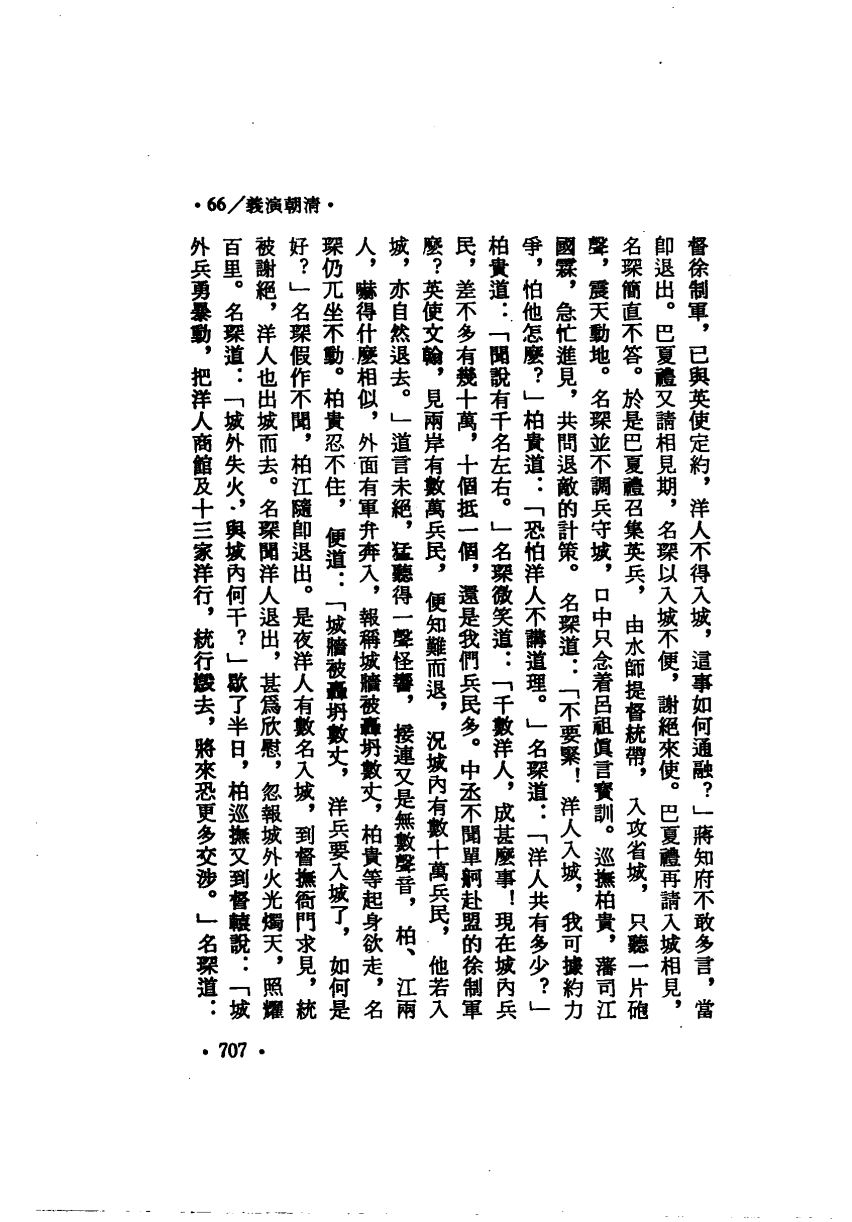 •66／義演朝清•
督徐制軍，已與英使定約，洋人不得入城，這事如何通融？」蔣知府不敢多言，當
卽退出。巴夏禮又請相見期，名琛以入城不便，謝絕來使。巴夏禮再請入城相見，
名琛簡直不答。於是巴夏禮召集英兵，由水師提督統帶，入攻省城，只聽一片砲
聲，震天動地。名琛並不調兵守城，口中只念着呂祖眞言寳訓。巡撫柏貴，藩司江
國霖，急忙進見，共問退敵的計策。名琛道：「不要緊！洋人入城，我可據約力
爭，怕他怎麼？」柏貴道：「恐怕洋人不講道理。」名琛道：「洋人共有多少？」
柏貴道：「聞說有千名左右。」名琛微笑道：「千數洋人，成甚麼事！現在城內兵
民，差不多有幾十萬，十個抵一個，還是我們兵民多。中丞不聞單舸赴盟的徐制軍
麼？英使文翰，見兩岸有數萬兵民，便知難而退，況城內有數十萬兵民，他若入
城，亦自然退去。」道言未絕，猛聽得一聲怪響，接連又是無數聲音，柏、江兩
人，嚇得什麼相似，外面有軍弁奔入，報稱城牆被轟坍數丈，柏貴等起身欲走，名
琛仍兀坐不動。柏貴忍不住，便道：「城牆被轟坍數丈，洋兵要入城了，如何是
好？」名琛假作不聞，柏江隨卽退出。是夜洋人有數名入城，到督撫衙門求見，統
被謝絕，洋人也出城而去。名琛聞洋人退出，甚爲欣慰，忽報城外火光燭天，照耀
百里。名琛道：「城外失火，與城內何干？」歇了半日，柏巡撫又到督轅說：「城
外兵勇暴動，把洋人商館及十三家洋行，統行燬去，將來恐更多交涉。」名琛道：
•707•